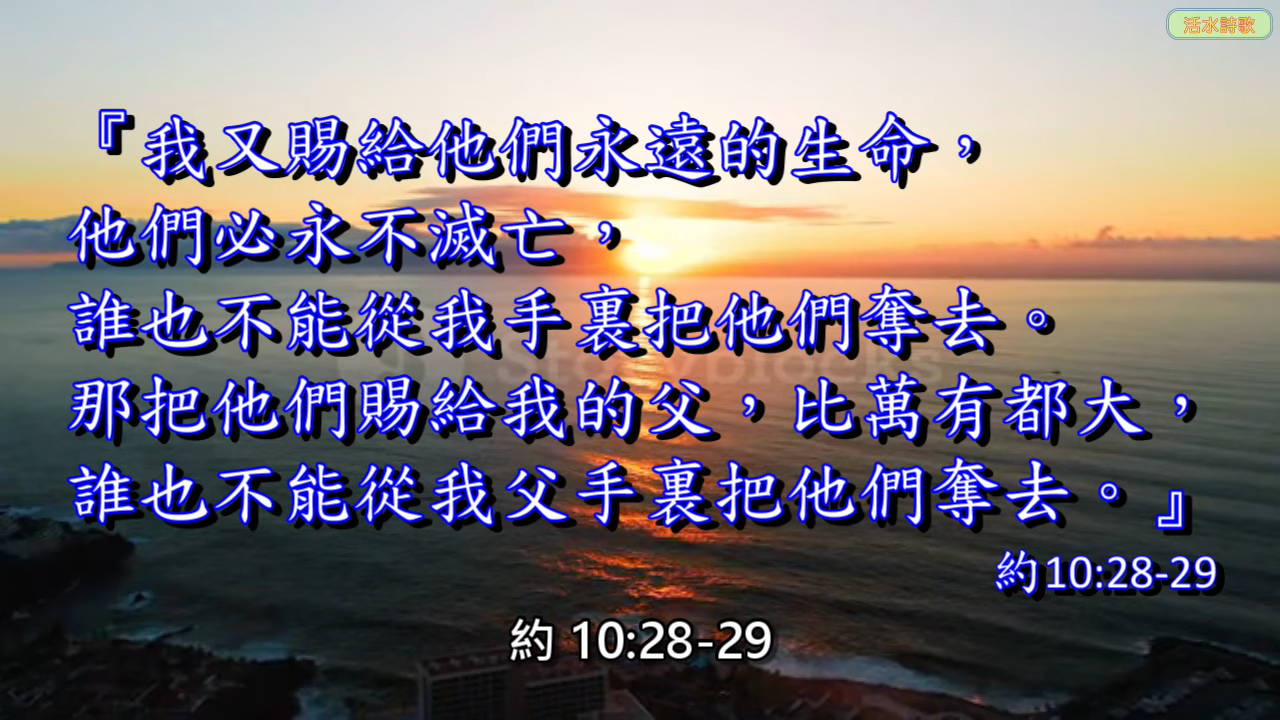 活水詩歌
『我又賜給他們永遠的生命，
他們必永不滅亡，
誰也不能從我手裏把他們奪去。
那把他們賜給我的父，比萬有都大，
誰也不能從我父手裏把他們奪去。』
約10:28-29
約 10:28-29